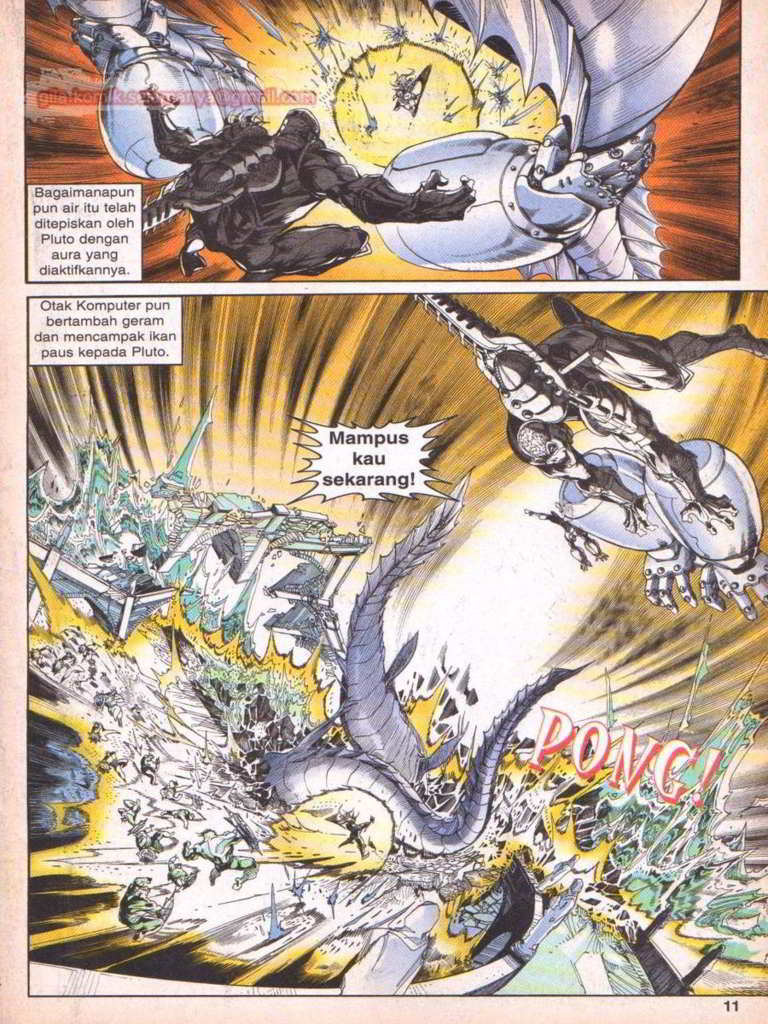 Bagaimanapun
pun air itu telah
ditepiskan oleh
Pluto dengan
aura yang
diaktifkannya.
Otak Komputer pun
bertambah geram
dan mencampak ikan
paus kepada Pluto.
Mampus
kau
sekarang!
PONG!
11